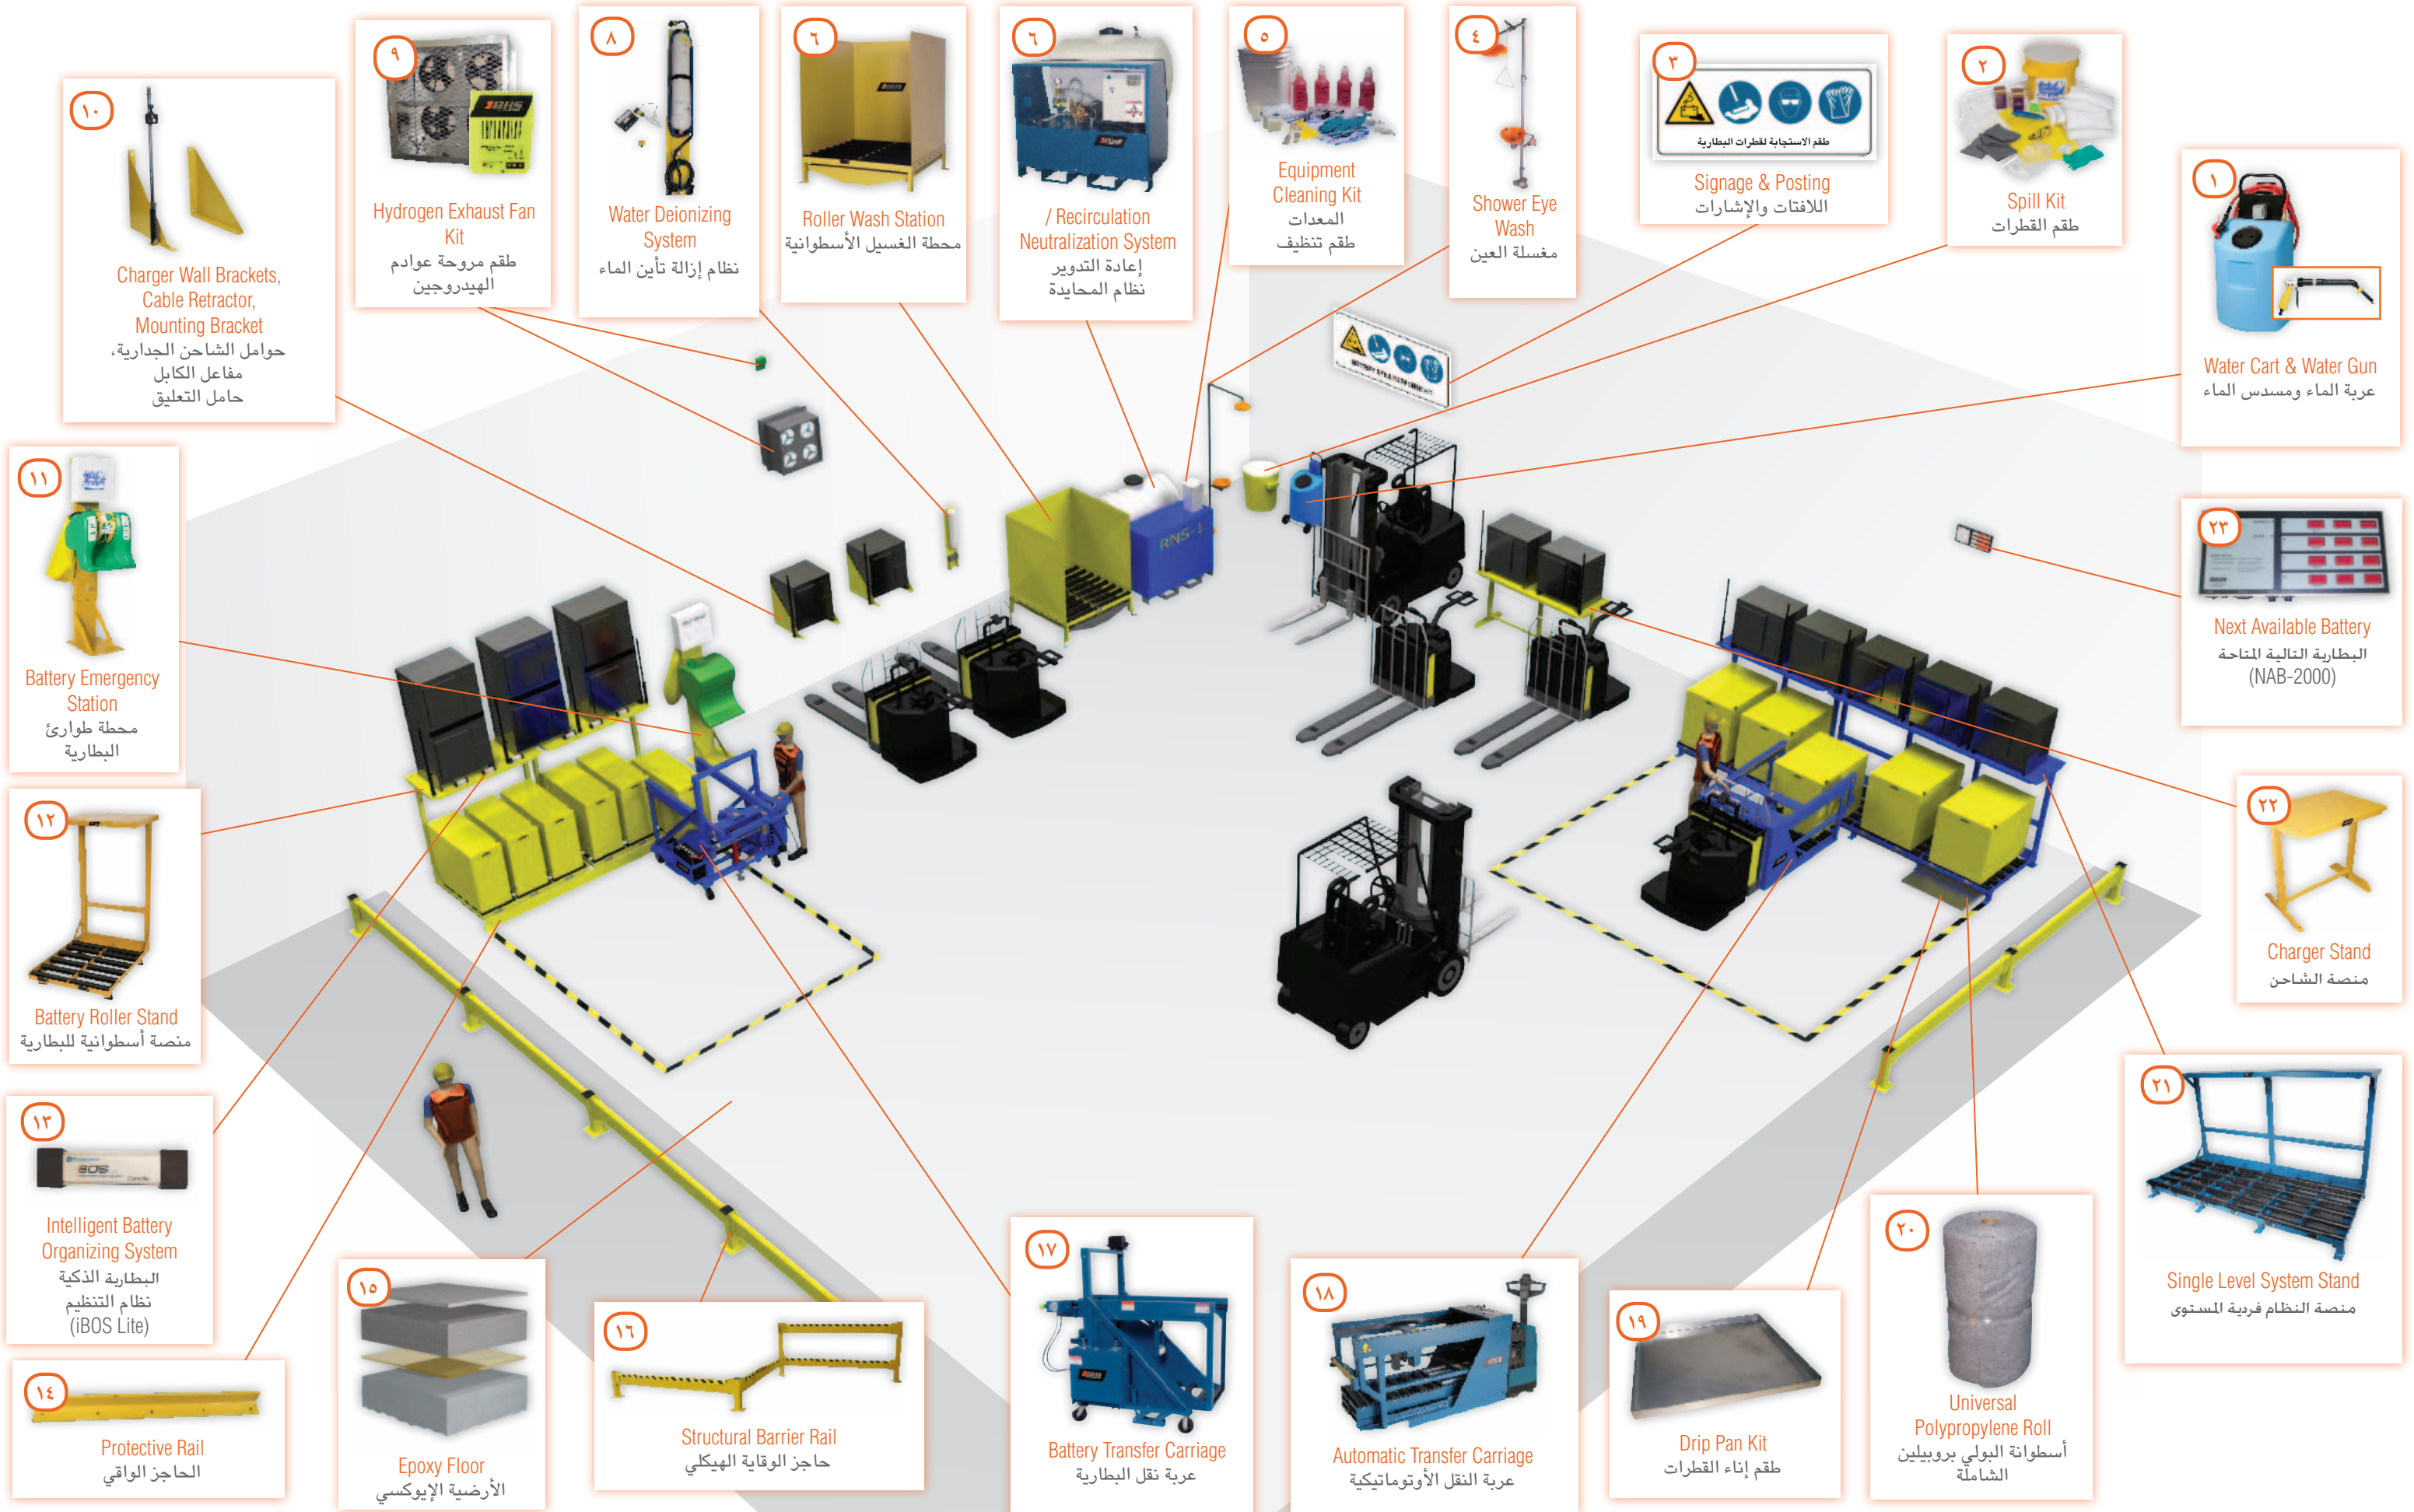 ١
Water Cart & Water Gun
عربة الماء ومسدس الماء
٢
Spill Kit
طقم القطرات
٣
طقم الاستجابة لقطرات البطارية
Signage & Posting
اللافتات والإشارات
٤
Shower Eye
Wash
مغسلة العين
٥
Equipment
Cleaning Kit
المعدات
طقم تنظيف
٦
/ Recirculation
Neutralization System
إعادة التدوير
نظام المحايدة
٦
Roller Wash Station
محطة الغسيل الأسطوانية
٨
Water Deionizing
System
نظام إزالة تأين الماء
٩
BHS
Hydrogen Exhaust Fan
Kit
طقم مروحة عوادم
الهيدروجين
١٠
Charger Wall Brackets,
Cable Retractor,
Mounting Bracket
حوامل الشاحن الجدارية،
مفاعل الكابل
حامل التعليق
١١
Battery Emergency
Station
محطة طوارئ
البطارية
١٢
Battery Roller Stand
منصة أسطوانية للبطارية
١٣
Intelligent Battery
Organizing System
البطارية الذكية
نظام التنظيم
(iBOS Lite)
١٤
Protective Rail
الحاجز الواقي
١٥
Epoxy Floor
الأرضية الإيوكسي
١٦
Structural Barrier Rail
حاجز الوقاية الهيكلي
١٧
Battery Transfer Carriage
عربة نقل البطارية
١٨
Automatic Transfer Carriage
عربة النقل الأوتوماتيكية
١٩
Drip Pan Kit
طقم إناء القطرات
٢٠
Universal
Polypropylene Roll
أسطوانة البولي بروبيلين
الشاملة
٢١
Single Level System Stand
منصة النظام فردية المستوى
٢٢
Charger Stand
منصة الشاحن
٢٣
Next Available Battery
البطارية التالية المتاحة
(NAB-2000)
RNS-1